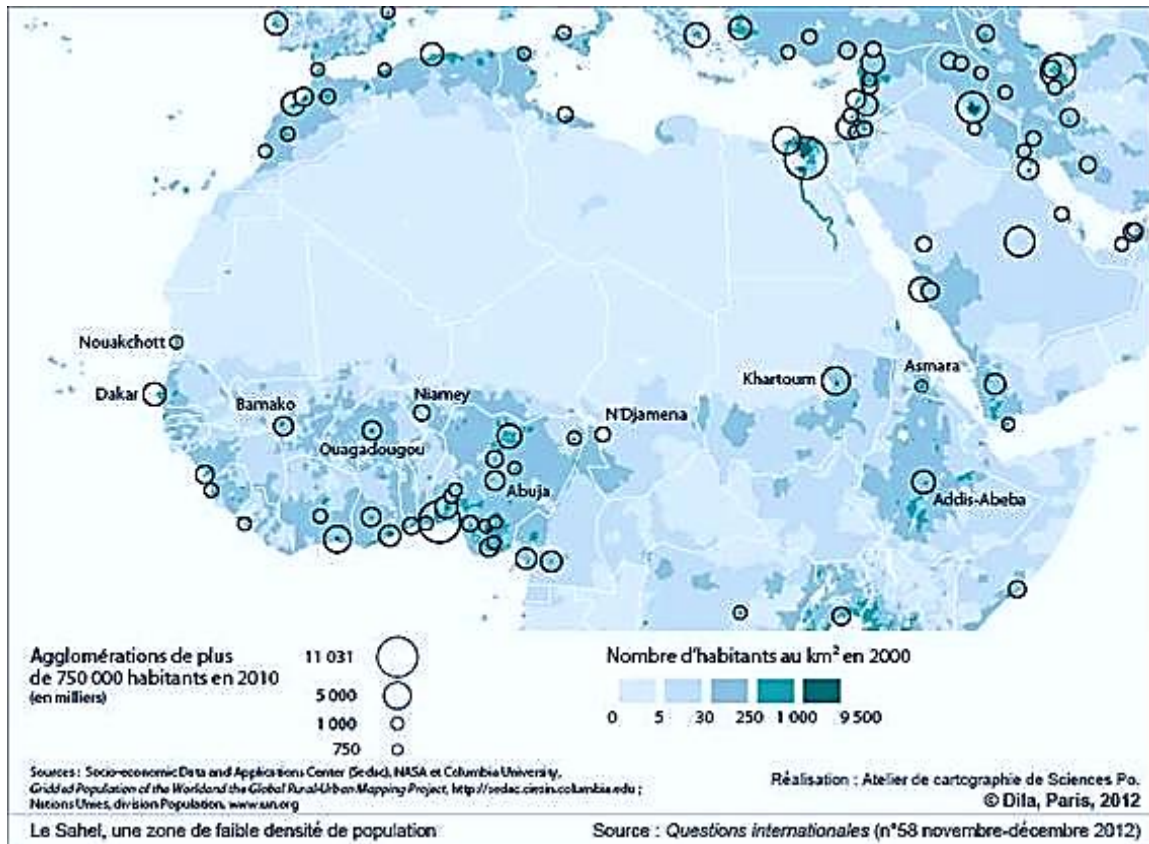 Nouakchott
Dakar
Bamako
Niamey
Ouagadougou
Abuja
N'Djamena
Khartoum
Asmara
Addis-Abeba
Agglomérations de plus
de 750 000 habitants en 2010
(en milliers)
11 031
5 000
1 000
750
Nombre d'habitants au km² en 2000
0 5 30 250 1 000 9 500
Sources : Socio-economic Data and Applications Center (Sedac), NASA et Columbia University,
Gridded Population of the World and the Global Rural-Urban Mapping Project, http://sedac.ciesin.columbia.edu ;
Nations Unies, division Population, www.un.org
Réalisation : Atelier de cartographie de Sciences Po.
© Dila, Paris, 2012
Le Sahel, une zone de faible densité de population
Source : Questions internationales (n°58 novembre-décembre 2012)